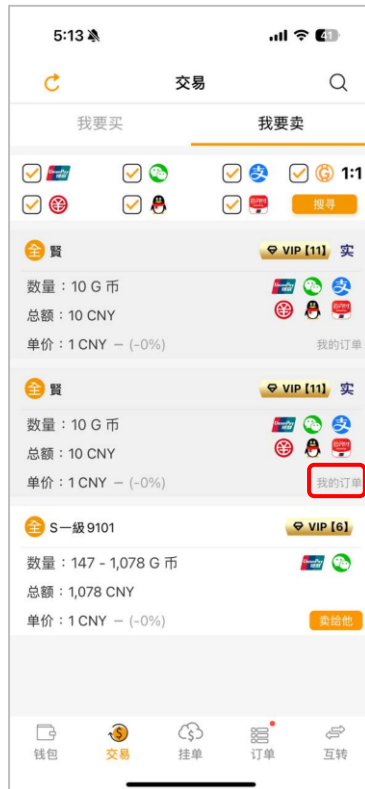 5:13
41
交易
我要买
我要卖
1:1
搜寻
全 賢
VIP【11】 实
数量：10 G 币
总额：10 CNY
单价：1 CNY － (-0%)
我的订单
全 賢
VIP【11】 实
数量：10 G 币
总额：10 CNY
单价：1 CNY － (-0%)
我的订单
全 S一級9101
VIP【6】
数量：147 - 1,078 G 币
总额：1,078 CNY
单价：1 CNY － (-0%)
卖给他
钱包
交易
挂单
订单
互转